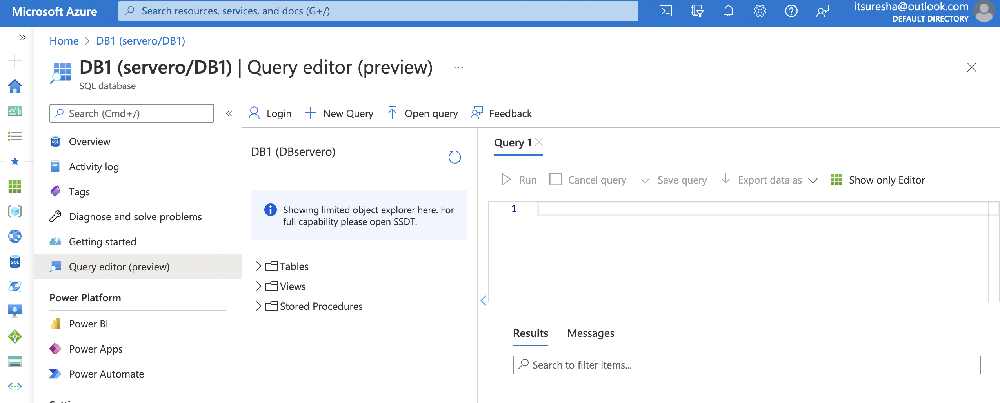 Microsoft Azure
Search resources, services, and docs (G+/)
itsuresha@outlook.com
DEFAULT DIRECTORY
Home > DB1 (servero/DB1)
DB1 (servero/DB1) | Query editor (preview) ...
SQL database
Search (Cmd+/)
Login
New Query
Open query
Feedback
Overview
Activity log
Tags
Diagnose and solve problems
Getting started
Query editor (preview)
Power Platform
Power BI
Power Apps
Power Automate
DB1 (DBservero)
Showing limited object explorer here. For
full capability please open SSDT.
Tables
Views
Stored Procedures
Query 1
Run
Cancel query
Save query
Export data as
Show only Editor
1
Results
Messages
Search to filter items...